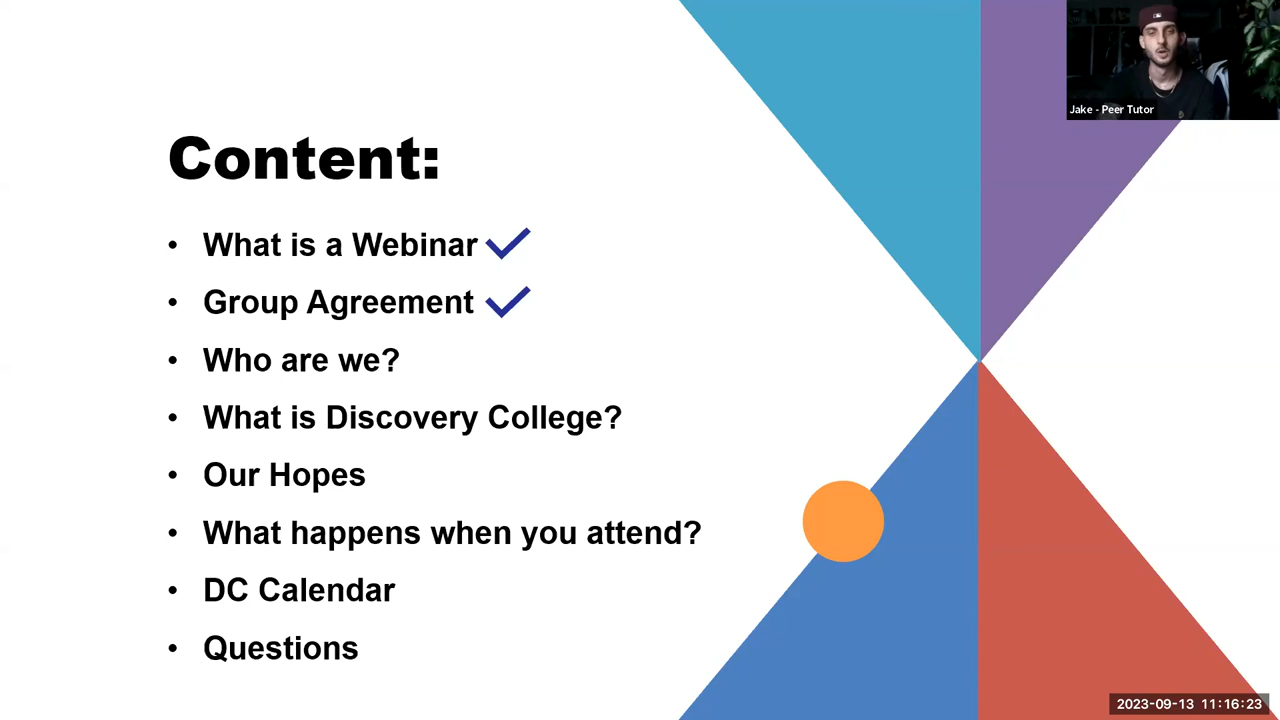 Jake - Peer Tutor
Content:
• What is a Webinar
• Group Agreement
• Who are we?
• What is Discovery College?
• Our Hopes
• What happens when you attend?
• DC Calendar
• Questions
2023-09-13 11:16:23